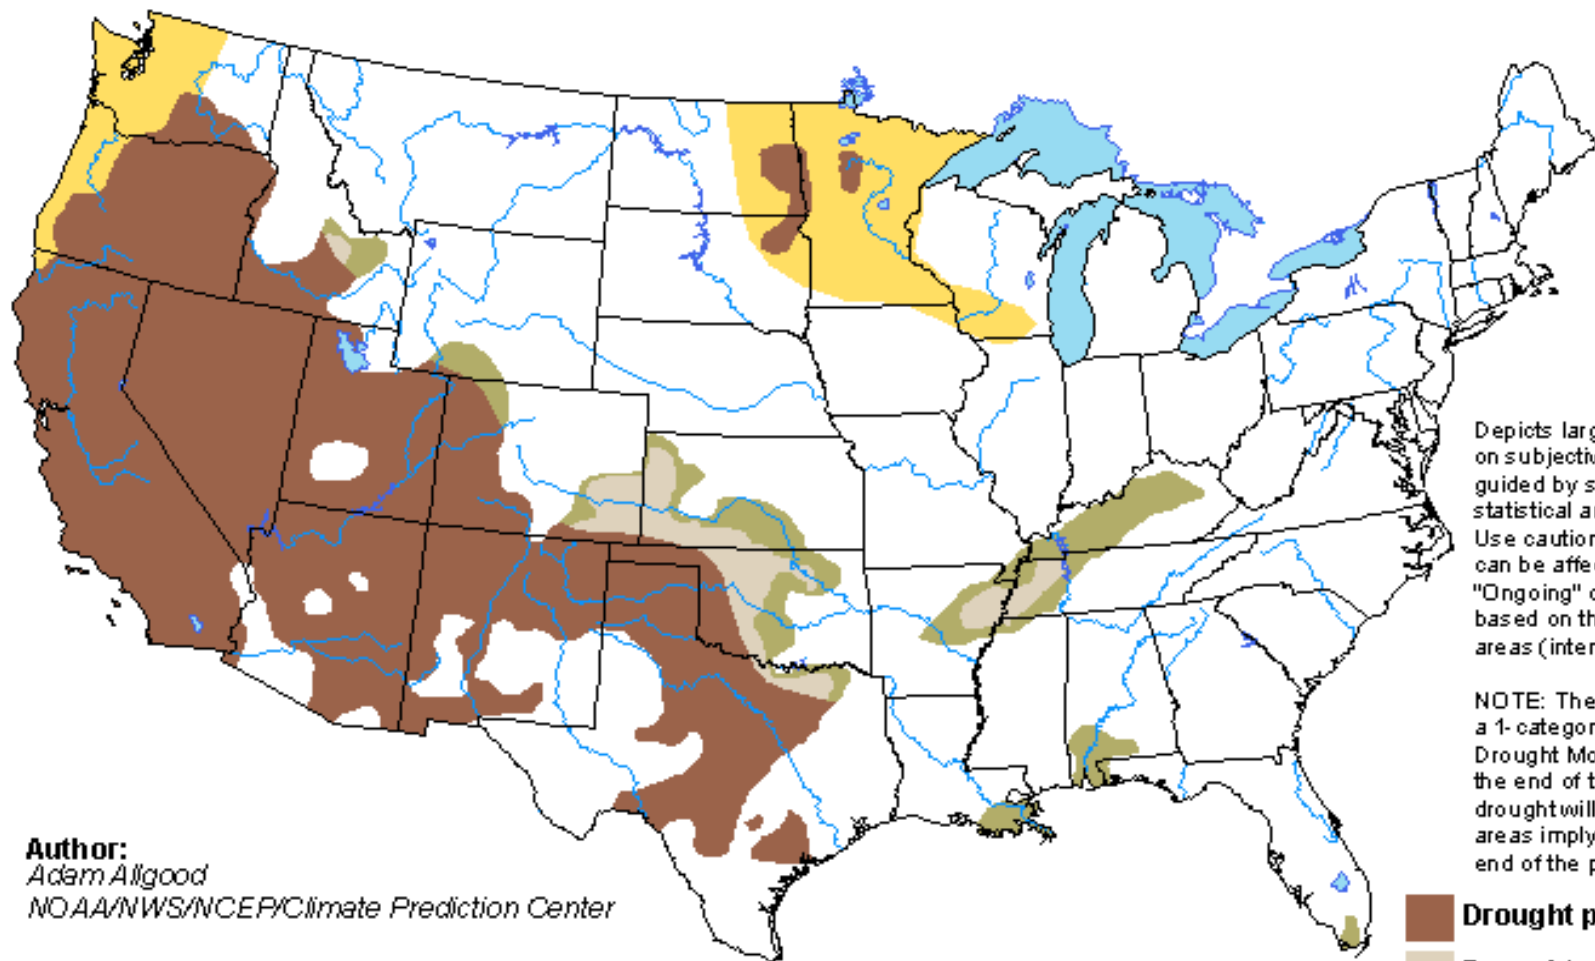 Depicts larg
on subjectiv
guided by s
statistical ar
Use caution
can be affec
"Ongoing" d
based on th
areas (inter
NOTE: The
a 1-categor
Drought Mo
the end of t
drought will
areas imply
end of the p
Author:
Adam Allgood
NOAA/NWS/NCEP/Climate Prediction Center
Drought p